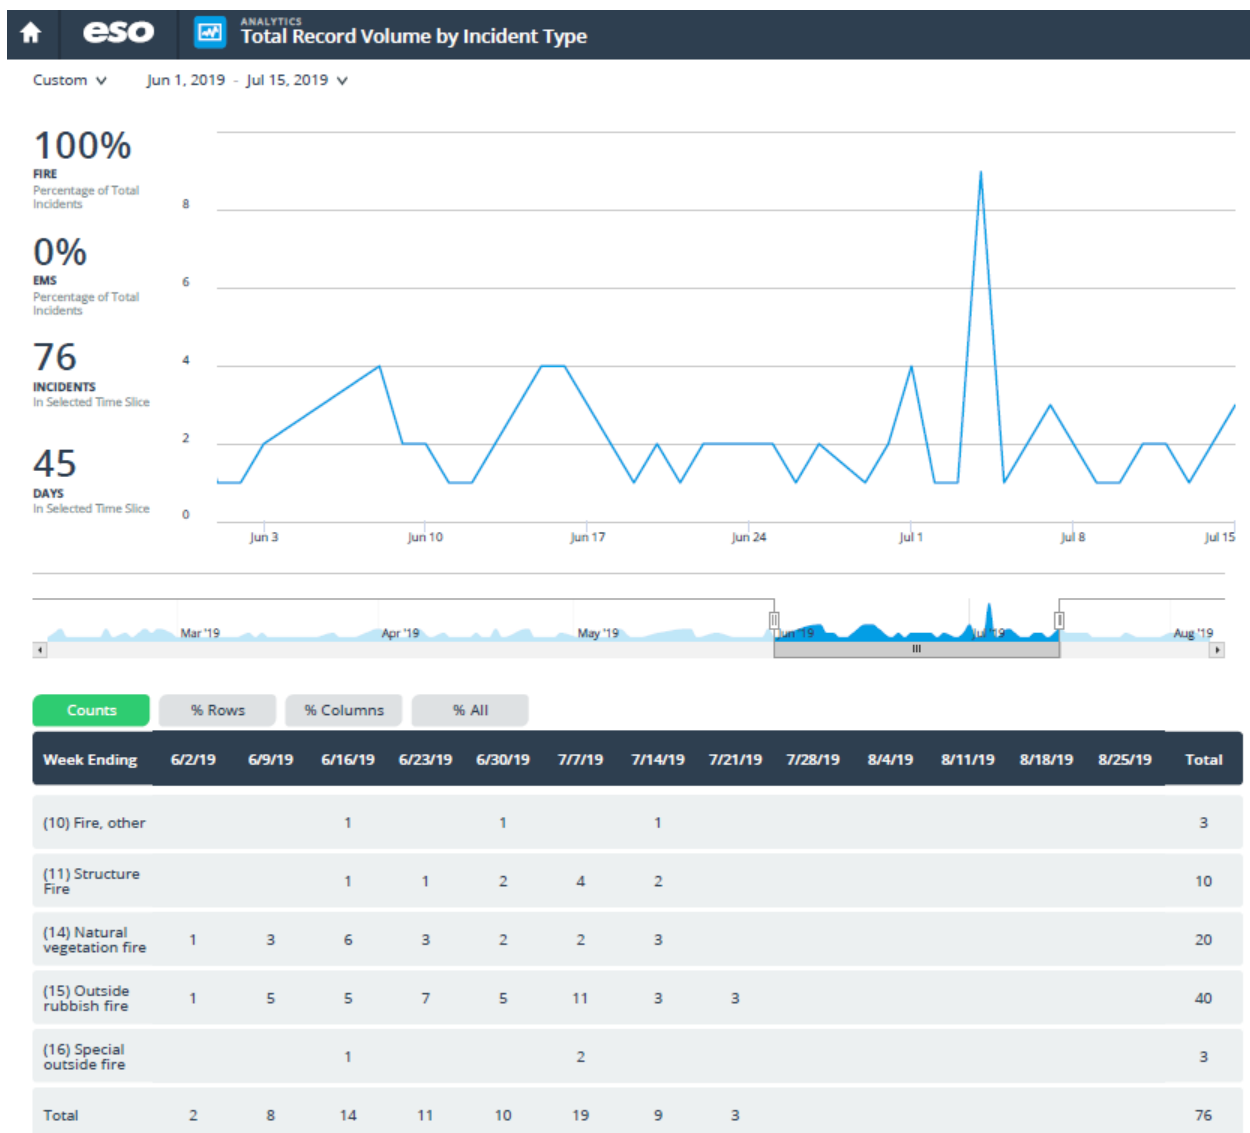 eso
ANALYTICS
Total Record Volume by Incident Type
Custom
Jun 1, 2019 - Jul 15, 2019
100%
FIRE
Percentage of Total
Incidents
0%
EMS
Percentage of Total
Incidents
76
INCIDENTS
In Selected Time Slice
45
DAYS
In Selected Time Slice
8
6
4
2
0
Jun 3 Jun 10 Jun 17 Jun 24 Jul 1 Jul 8 Jul 15
Mar '19 Apr '19 May '19 Jun '19 Jul '19 Aug '19
Counts % Rows % Columns % All
Week Ending 6/2/19 6/9/19 6/16/19 6/23/19 6/30/19 7/7/19 7/14/19 7/21/19 7/28/19 8/4/19 8/11/19 8/18/19 8/25/19 Total
(10) Fire, other 1 1 1 3
(11) Structure
Fire 1 1 2 4 2 10
(14) Natural
vegetation fire 1 3 6 3 2 2 3 20
(15) Outside
rubbish fire 1 5 5 7 5 11 3 3 40
(16) Special
outside fire 1 2 3
Total 2 8 14 11 10 19 9 3 76